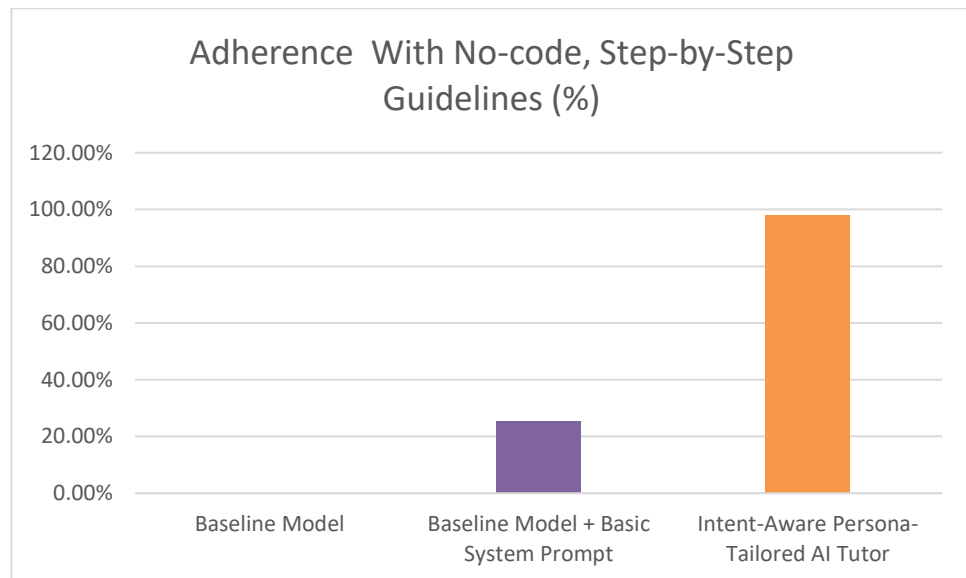 Adherence  With No-code, Step-by-Step
Guidelines (%)
120.00%
100.00%
80.00%
60.00%
40.00%
20.00%
0.00%
Baseline Model
Baseline Model + Basic
System Prompt
Intent-Aware Persona-
Tailored AI Tutor